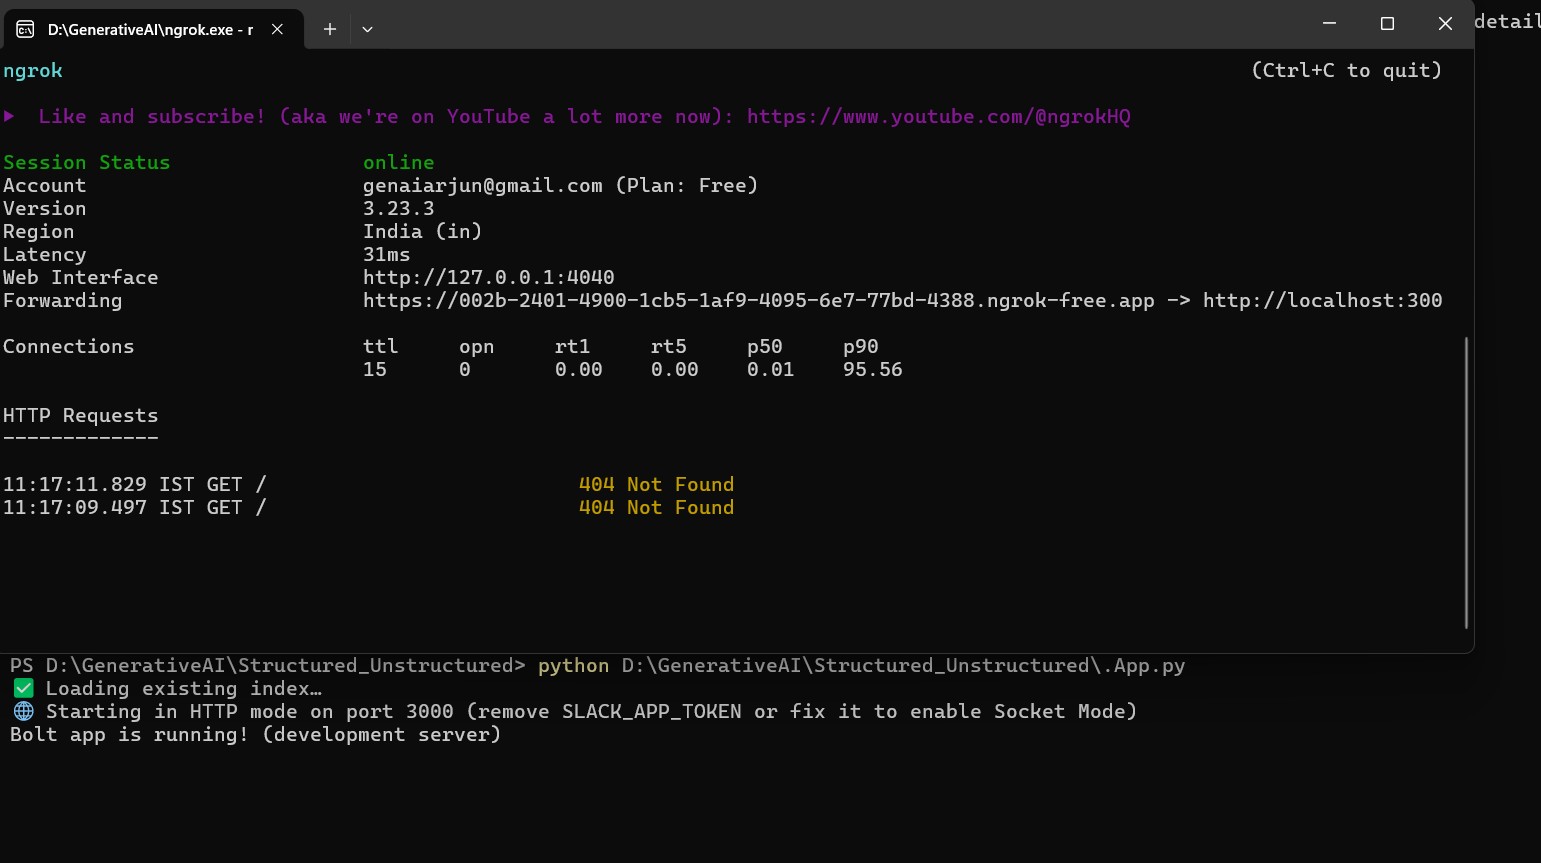 D:\GenerativeAI\ngrok.exe - r
detail
ngrok (Ctrl+C to quit)
Like and subscribe! (aka we're on YouTube a lot more now): https://www.youtube.com/@ngrokHQ
Session Status online
Account genaiarjun@gmail.com (Plan: Free)
Version 3.23.3
Region India (in)
Latency 31ms
Web Interface http://127.0.0.1:4040
Forwarding https://002b-2401-4900-1cb5-1af9-4095-6e7-77bd-4388.ngrok-free.app -> http://localhost:300
Connections ttl opn rt1 rt5 p50 p90
15 0 0.00 0.00 0.01 95.56
HTTP Requests
-------------
11:17:11.829 IST GET / 404 Not Found
11:17:09.497 IST GET / 404 Not Found
PS D:\GenerativeAI\Structured_Unstructured> python D:\GenerativeAI\Structured_Unstructured\.App.py
✅ Loading existing index…
🌐 Starting in HTTP mode on port 3000 (remove SLACK_APP_TOKEN or fix it to enable Socket Mode)
Bolt app is running! (development server)